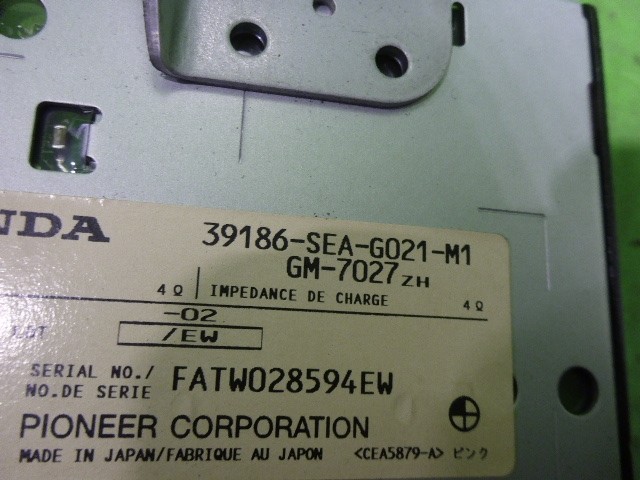 NDA 39186-SEA-G021-M1
GM-7027ZH
4Ω IMPEDANCE DE CHARGE 4Ω
-02
/EW
SERIAL NO./
NO.DE SERIE FATW028594EW
PIONEER CORPORATION
MADE IN JAPAN/FABRIQUE AU JAPON <CEA5879-A> ピンク